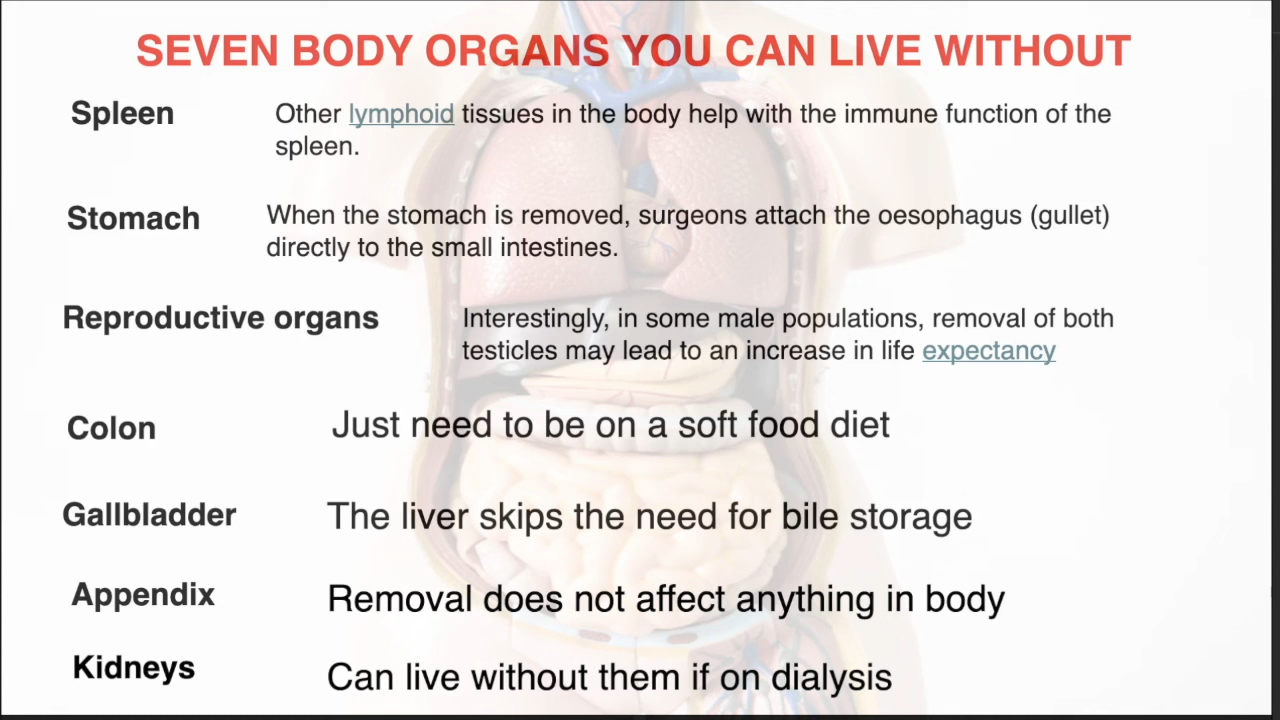 SEVEN BODY ORGANS YOU CAN LIVE WITHOUT
Spleen
Other lymphoid tissues in the body help with the immune function of the
spleen.
Stomach
When the stomach is removed, surgeons attach the oesophagus (gullet)
directly to the small intestines.
Reproductive organs
Interestingly, in some male populations, removal of both
testicles may lead to an increase in life expectancy
Colon
Just need to be on a soft food diet
Gallbladder
The liver skips the need for bile storage
Appendix
Removal does not affect anything in body
Kidneys
Can live without them if on dialysis